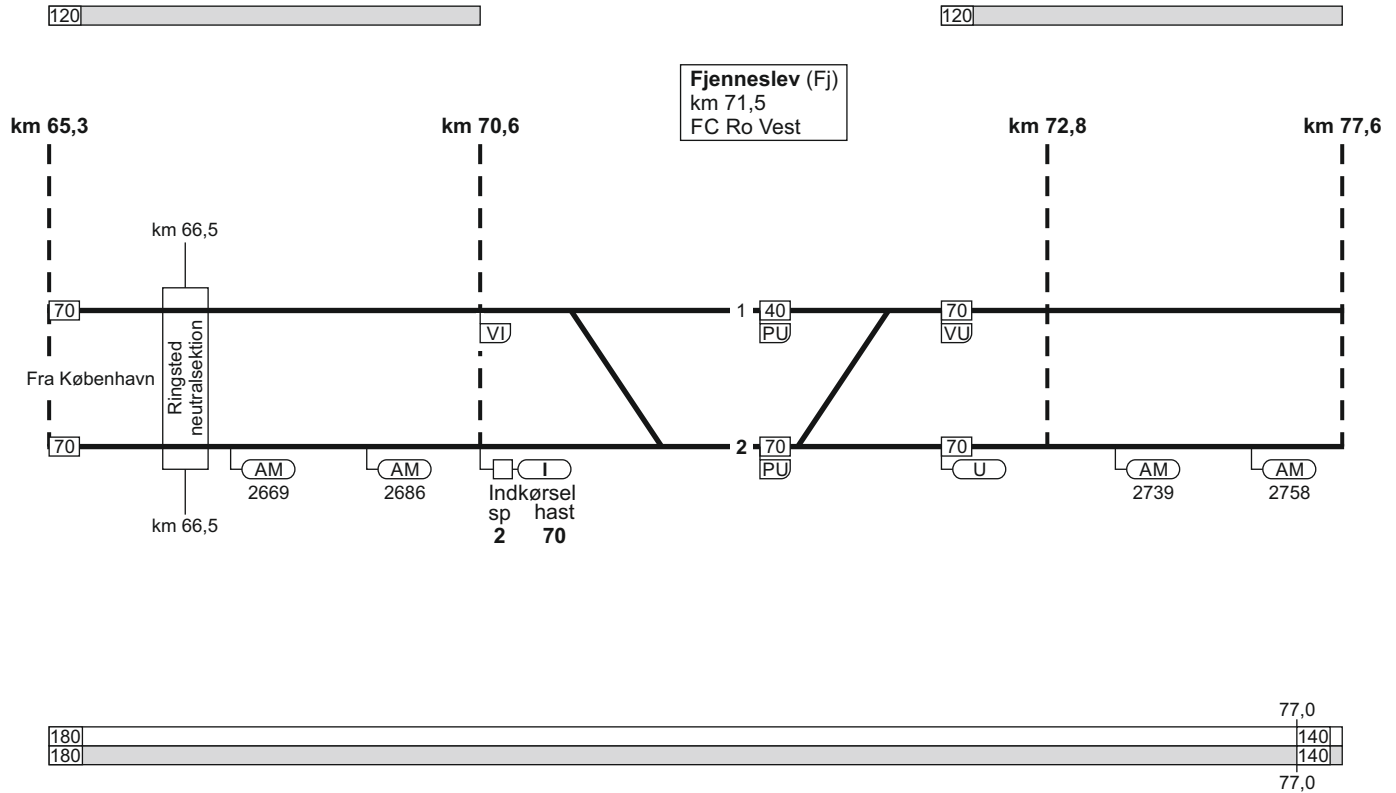 120
120
Fjenneslev (Fj)
km 71,5
FC Ro Vest
km 65,3
km 70,6
km 72,8
km 77,6
km 66,5
70
1
40
70
VI
PU
VU
Fra København
Ringsted
neutralsektion
70
2
70
70
AM
AM
I
PU
U
AM
AM
2669
2686
Indkørsel
2739
2758
sp hast
km 66,5
2 70
77,0
180
140
180
140
77,0